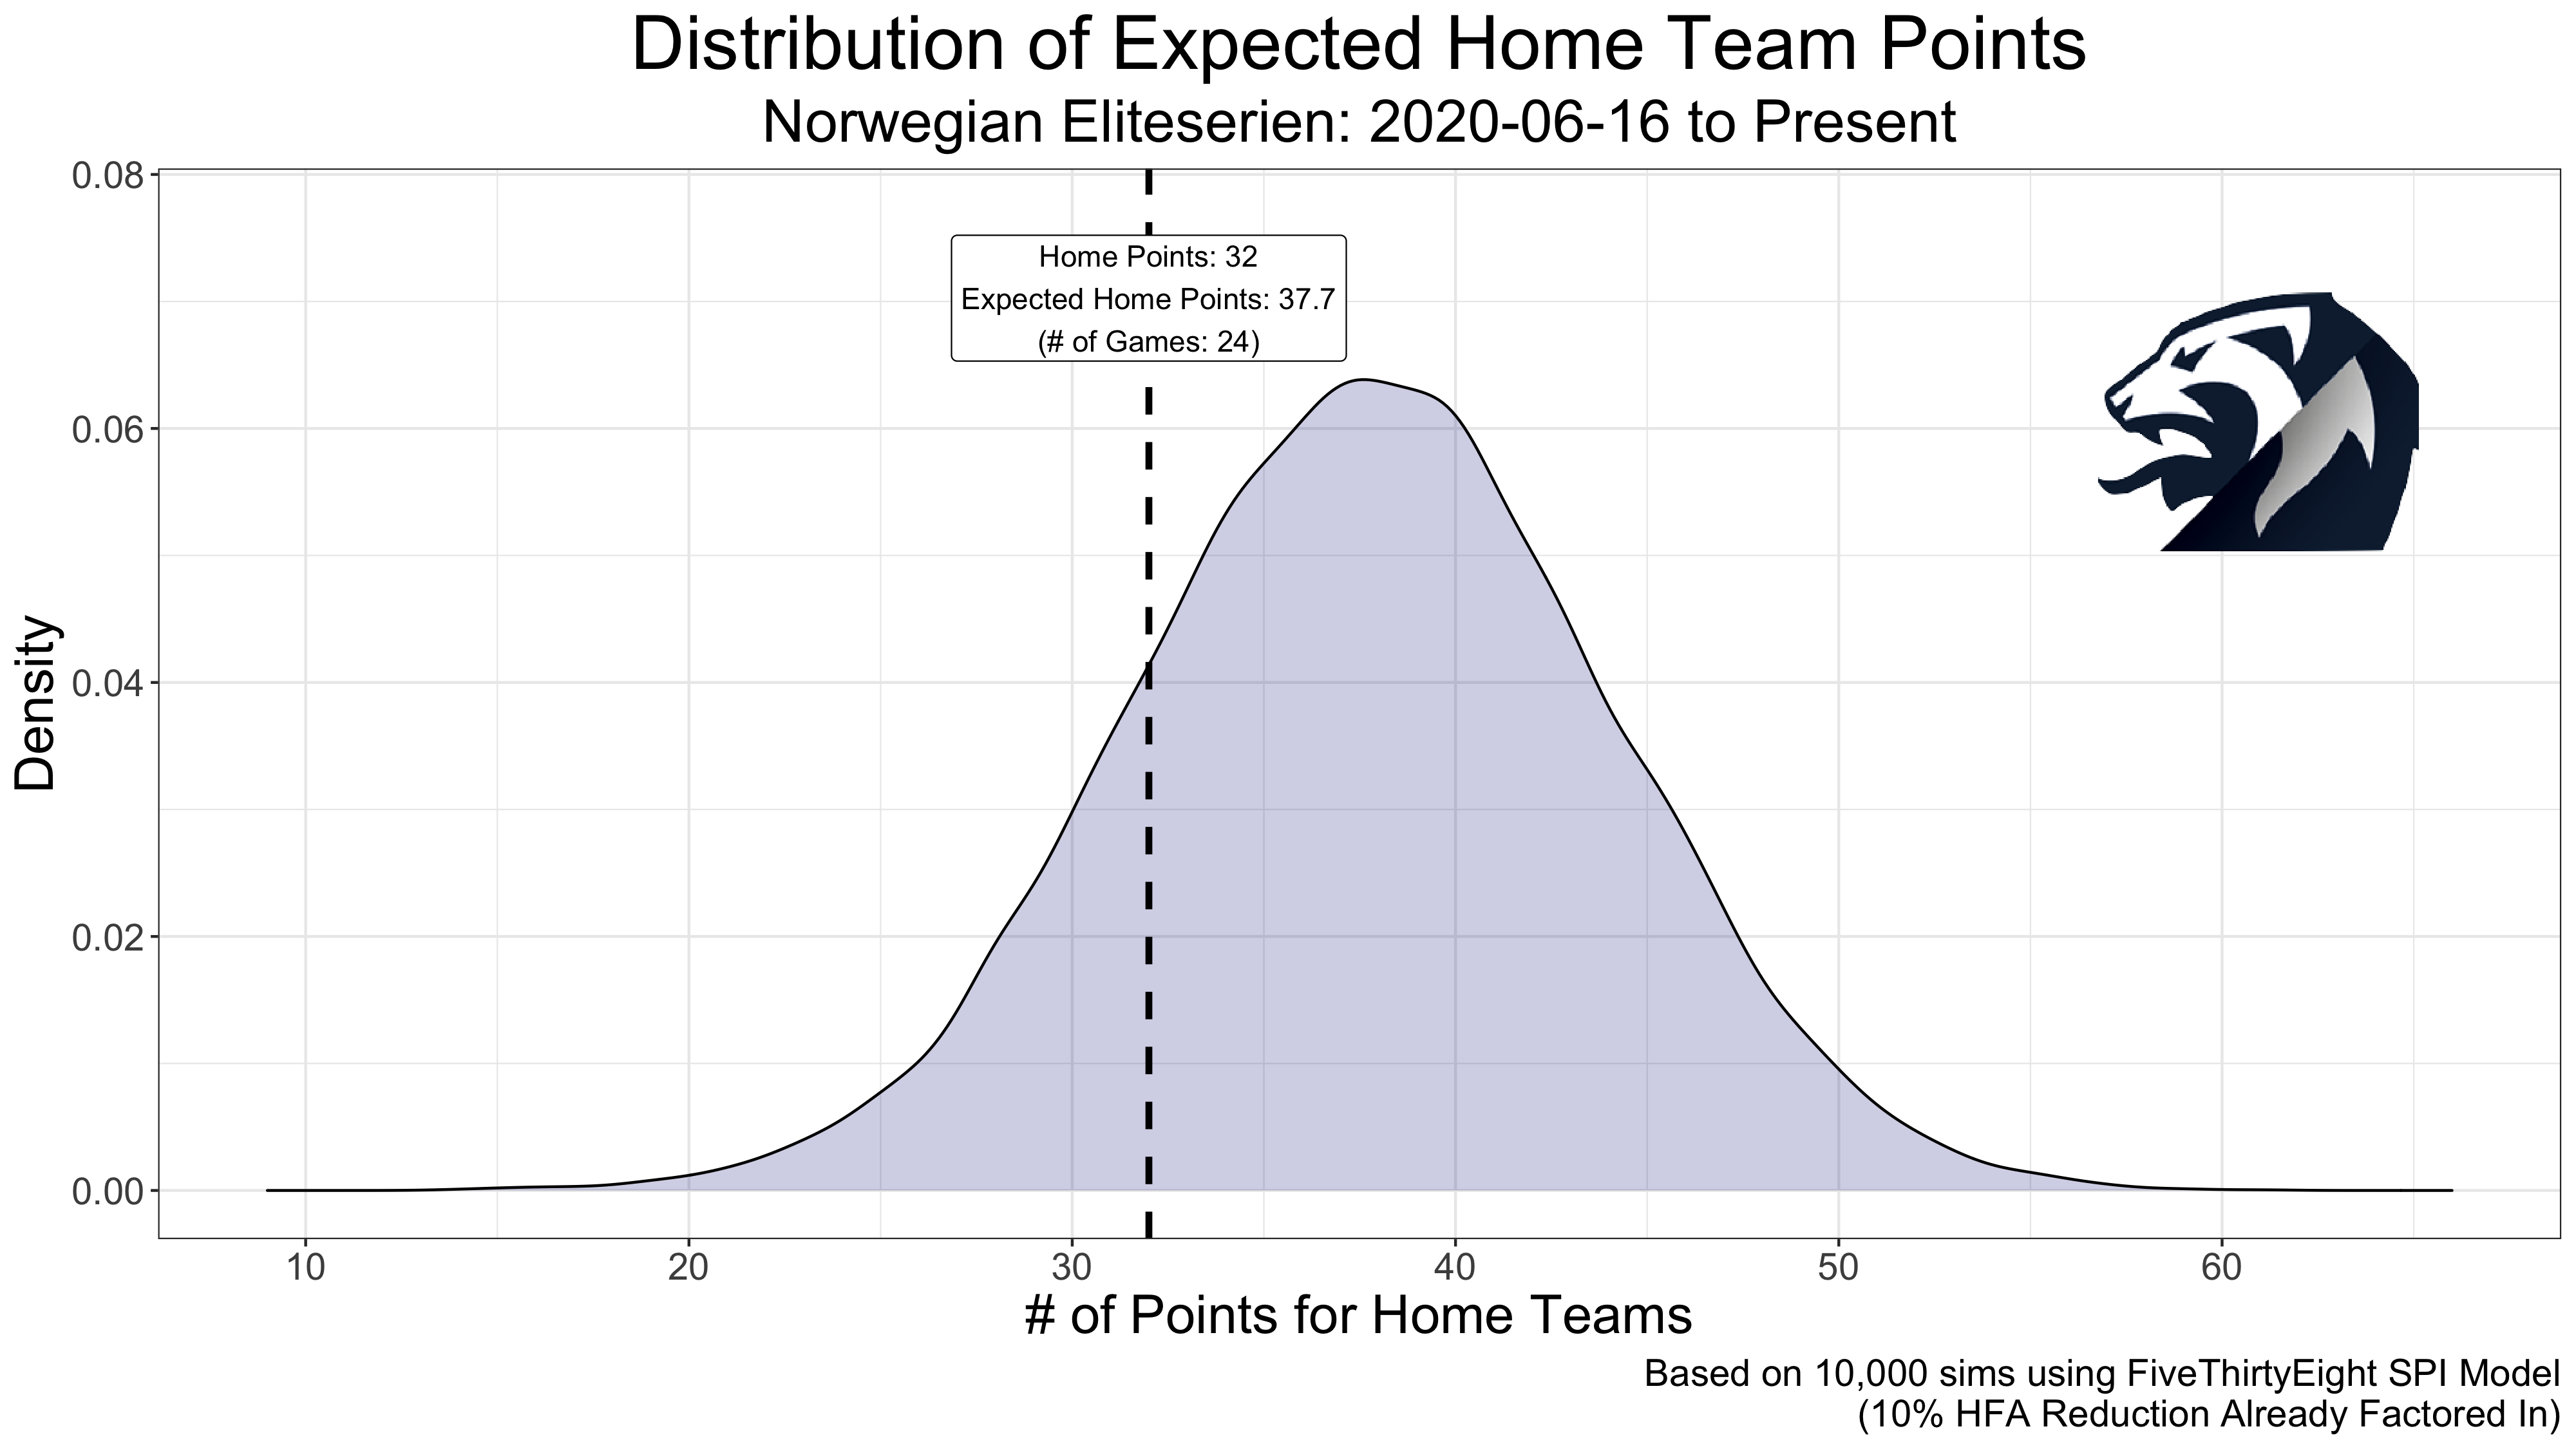 Distribution of Expected Home Team Points
Norwegian Eliteserien: 2020-06-16 to Present
0.08
0.06
0.04
0.02
0.00
Density
Home Points: 32
Expected Home Points: 37.7
(# of Games: 24)
10 20 30 40 50 60
# of Points for Home Teams
Based on 10,000 sims using FiveThirtyEight SPI Model
(10% HFA Reduction Already Factored In)